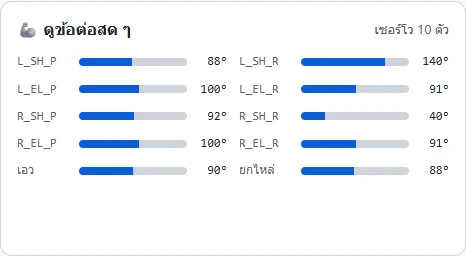 🦾 ดูข้อต่อสด ๆ เซอร์โว 10 ตัว
L_SH_P 88° L_SH_R 140°
L_EL_P 100° L_EL_R 91°
R_SH_P 92° R_SH_R 40°
R_EL_P 100° R_EL_R 91°
เอว 90° ยกไหล่ 88°